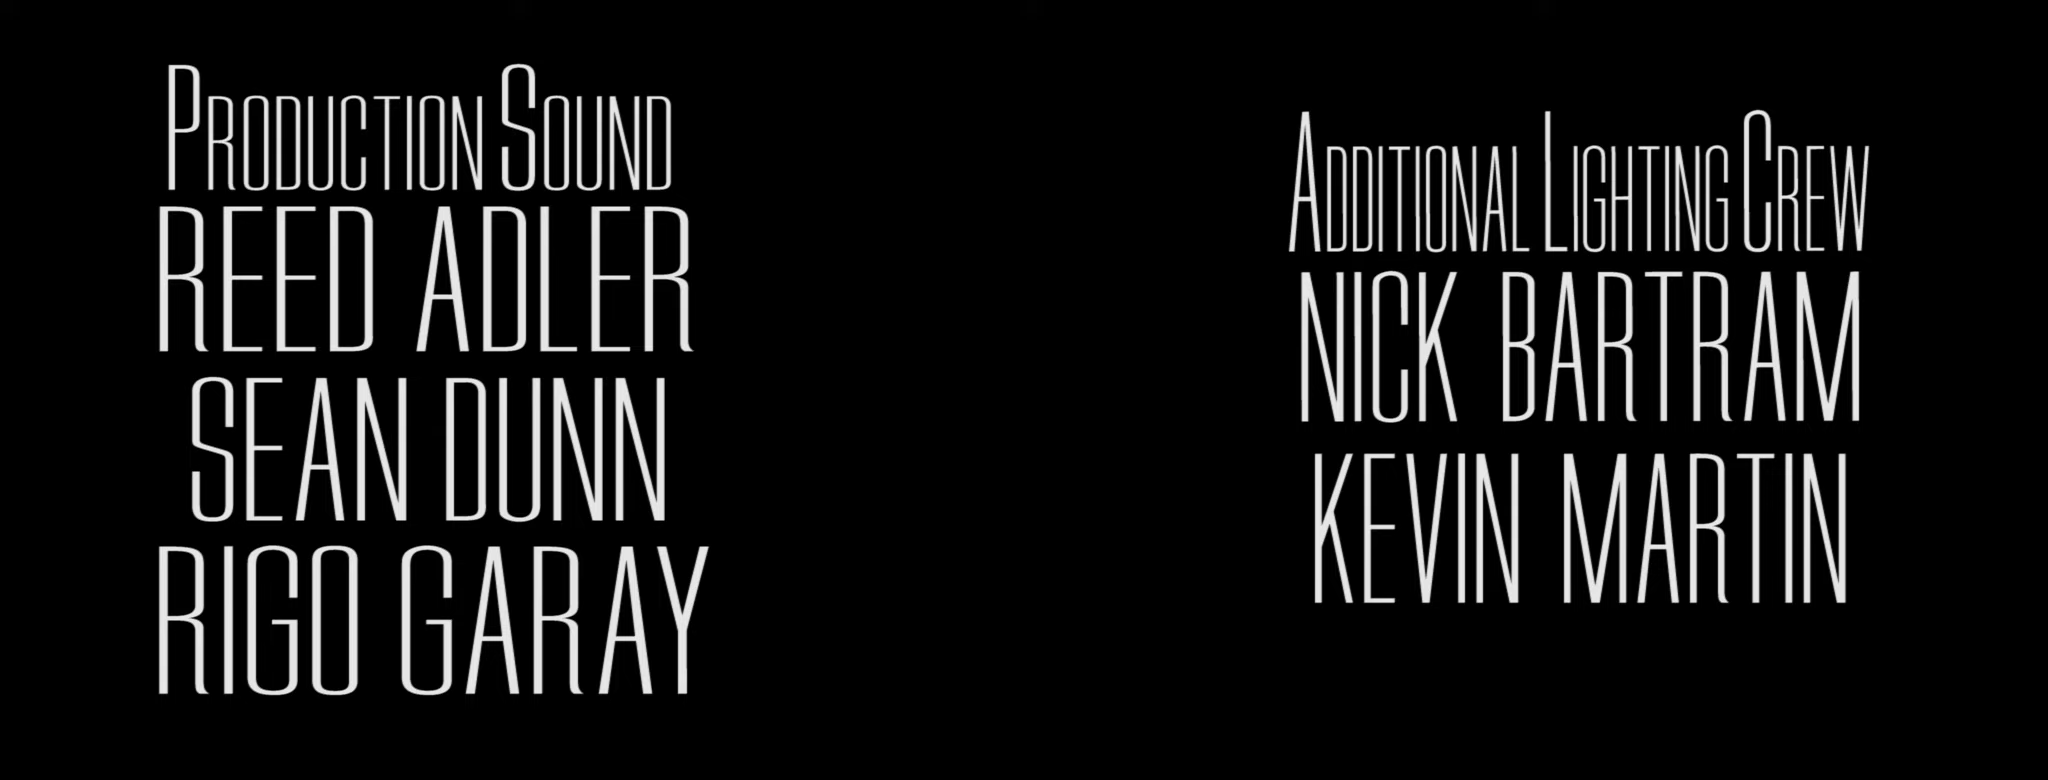 Production Sound
REED ADLER
SEAN DUNN
RIGO GARAY
Additional Lighting Crew
NICK BARTRAM
KEVIN MARTIN